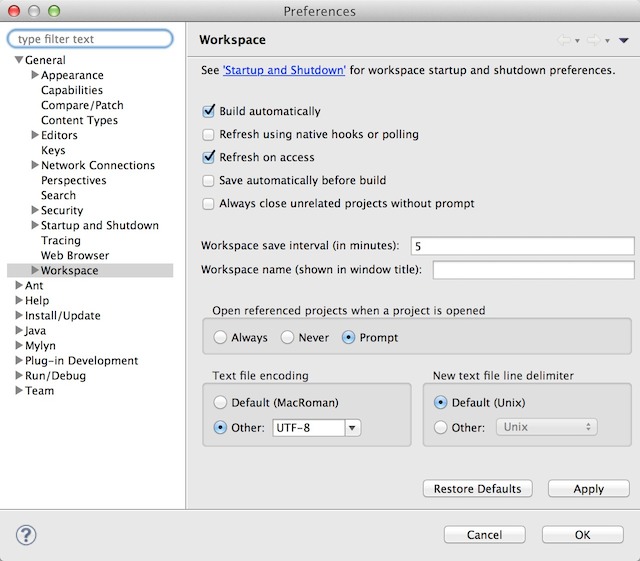 Preferences
type filter text
General
Appearance
Capabilities
Compare/Patch
Content Types
Editors
Keys
Network Connections
Perspectives
Search
Security
Startup and Shutdown
Tracing
Web Browser
Workspace
Ant
Help
Install/Update
Java
Mylyn
Plug-in Development
Run/Debug
Team
Workspace
See 'Startup and Shutdown' for workspace startup and shutdown preferences.
Build automatically
Refresh using native hooks or polling
Refresh on access
Save automatically before build
Always close unrelated projects without prompt
Workspace save interval (in minutes): 5
Workspace name (shown in window title):
Open referenced projects when a project is opened
Always Never Prompt
Text file encoding
Default (MacRoman)
Other: UTF-8
New text file line delimiter
Default (Unix)
Other: Unix
Restore Defaults Apply
? Cancel OK